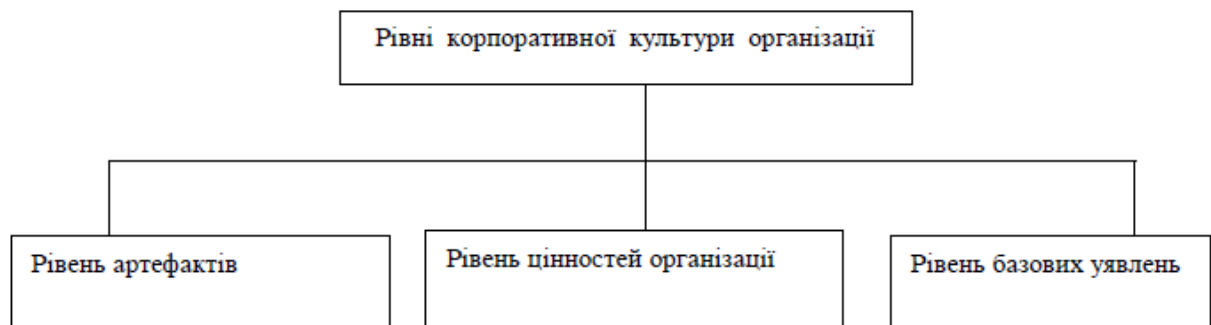 Рівні корпоративної культури організації
Рівень артефактів
Рівень цінностей організації
Рівень базових уявлень